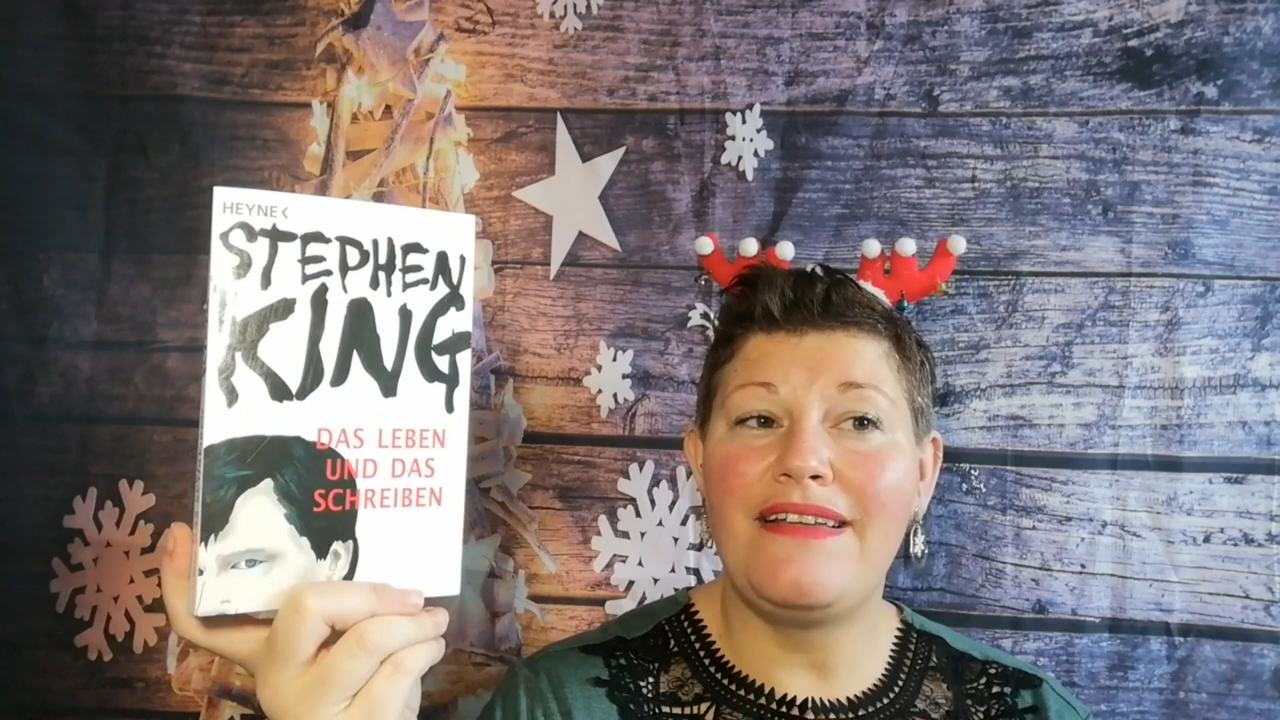 HEYNE<
STEPHEN
KING
DAS LEBEN
UND DAS
SCHREIBEN